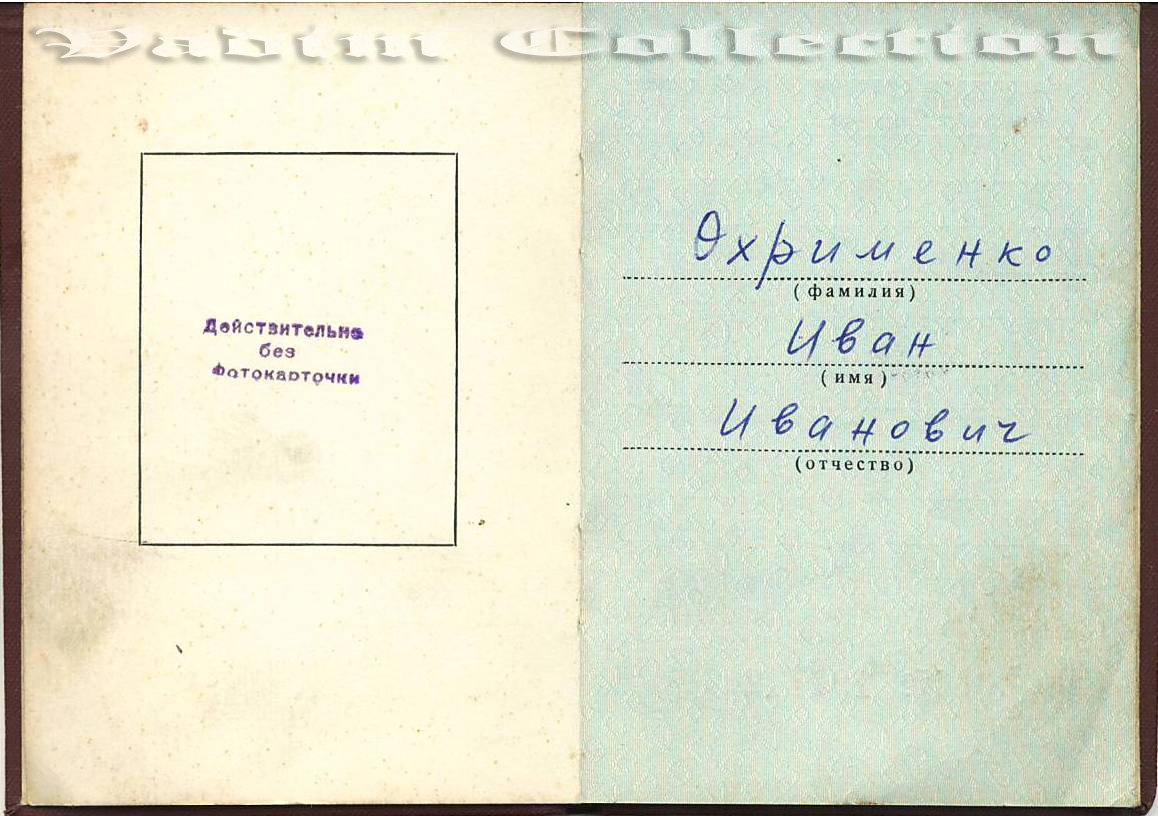 Vadim Collection
Действительно
без
фотокарточки
Охрименко
(фамилия)
Иван
(имя)
Иванович
(отчество)